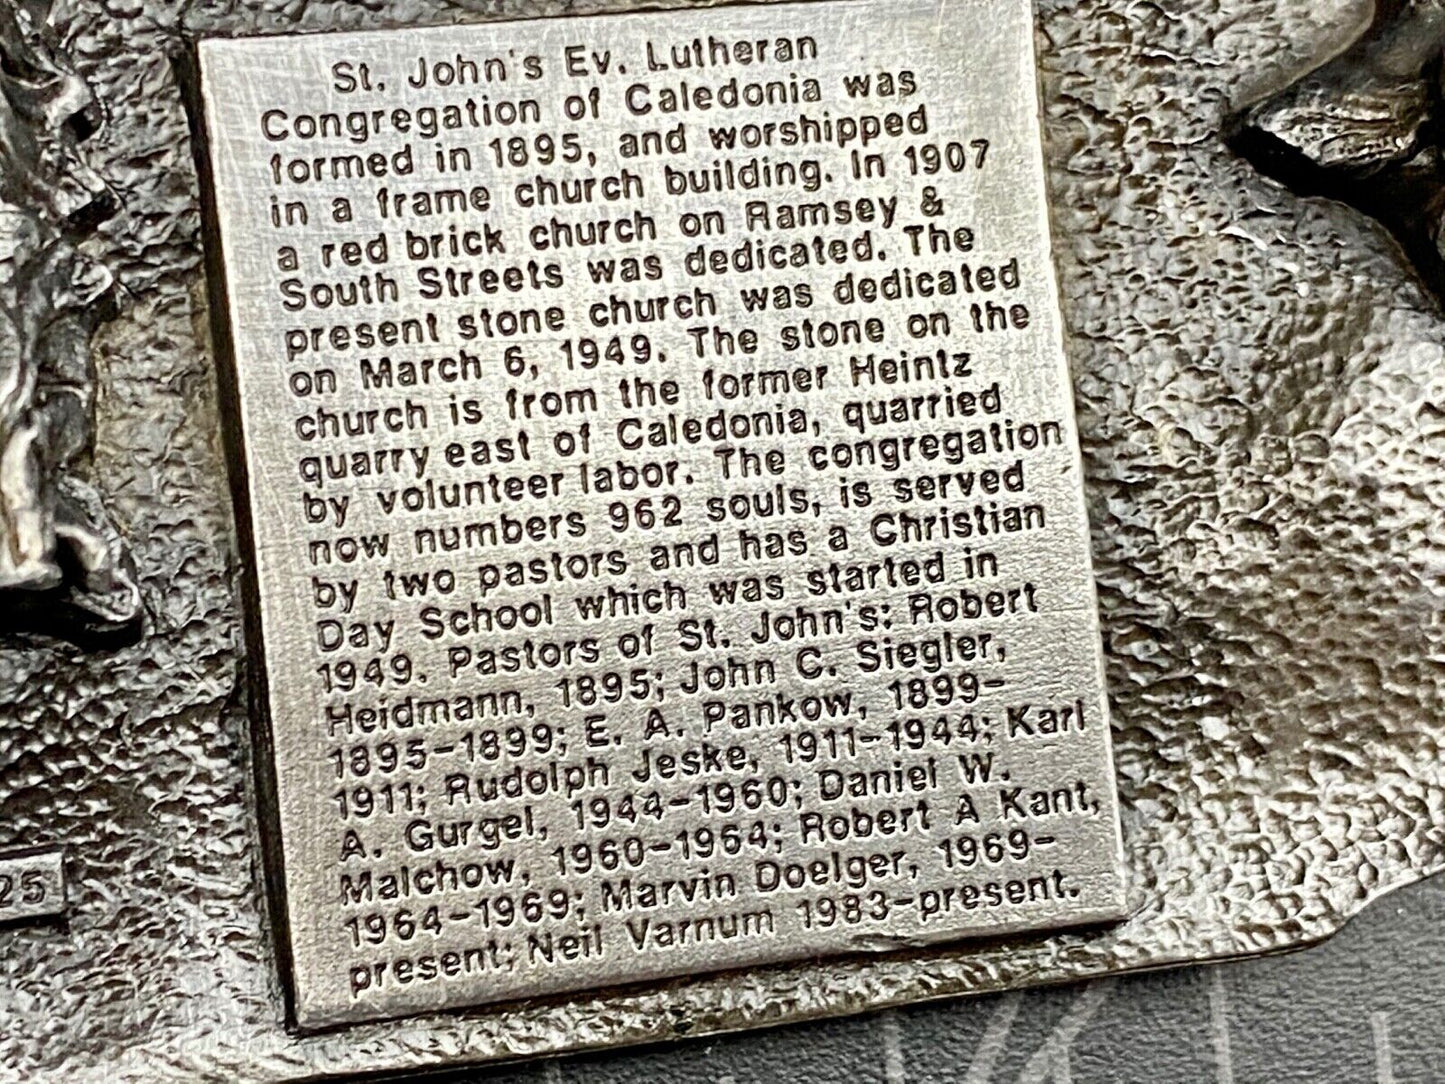 St. John's Ev. Lutheran
Congregation of Caledonia was
formed in 1895, and worshipped
in a frame church building. In 1907
a red brick church on Ramsey &
South Streets was dedicated. The
present stone church was dedicated
on March 6, 1949. The stone on the
church is from the former Heintz
quarry east of Caledonia, quarried
by volunteer labor. The congregation
now numbers 962 souls, is served
by two pastors and has a Christian
Day School which was started in
1949. Pastors of St. John's: Robert
Heidmann, 1895; John C. Siegler,
1895-1899; E. A. Pankow, 1899-
1911; Rudolph Jeske, 1911-1944; Karl
A. Gurgel, 1944-1960; Daniel W.
Malchow, 1960-1964; Robert A Kant,
1964-1969; Marvin Doelger, 1969-
present; Neil Varnum 1983-present.
25